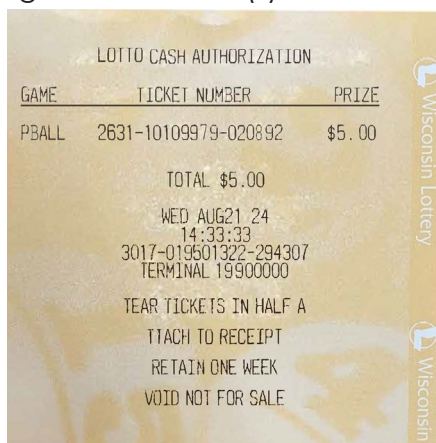 LOTTO CASH AUTHORIZATION
GAME TICKET NUMBER PRIZE
PBALL 2631-10109979-020892 $5.00
TOTAL $5.00
WED AUG21 24
14:33:33
3017-019501322-294307
TERMINAL 19900000
TEAR TICKETS IN HALF A
TTACH TO RECEIPT
RETAIN ONE WEEK
VOID NOT FOR SALE
Wisconsin Lottery
Wisconsin